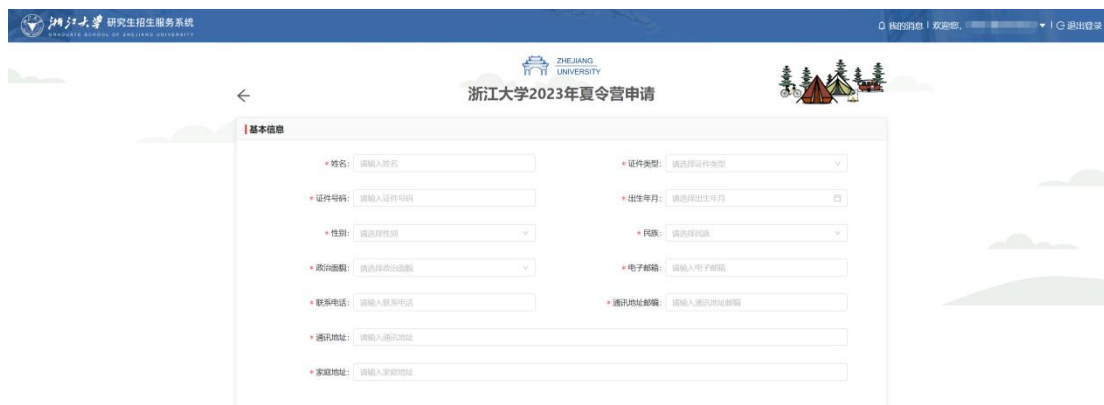 浙江大学 研究生招生服务系统
GRADUATE SCHOOL OF ZHEJIANG UNIVERSITY
我的消息 | 欢迎您, | 退出登录
ZHEJIANG
UNIVERSITY
浙江大学2023年夏令营申请
基本信息
* 姓名: 请输入姓名 * 证件类型: 请选择证件类型
* 证件号码: 请输入证件号码 * 出生年月: 请选择出生年月
* 性别: 请选择性别 * 民族: 请选择民族
* 政治面貌: 请选择政治面貌 * 电子邮箱: 请输入电子邮箱
* 联系电话: 请输入联系电话 * 通讯地址邮编: 请输入通讯地址邮编
* 通讯地址: 请输入通讯地址
* 家庭地址: 请输入家庭地址